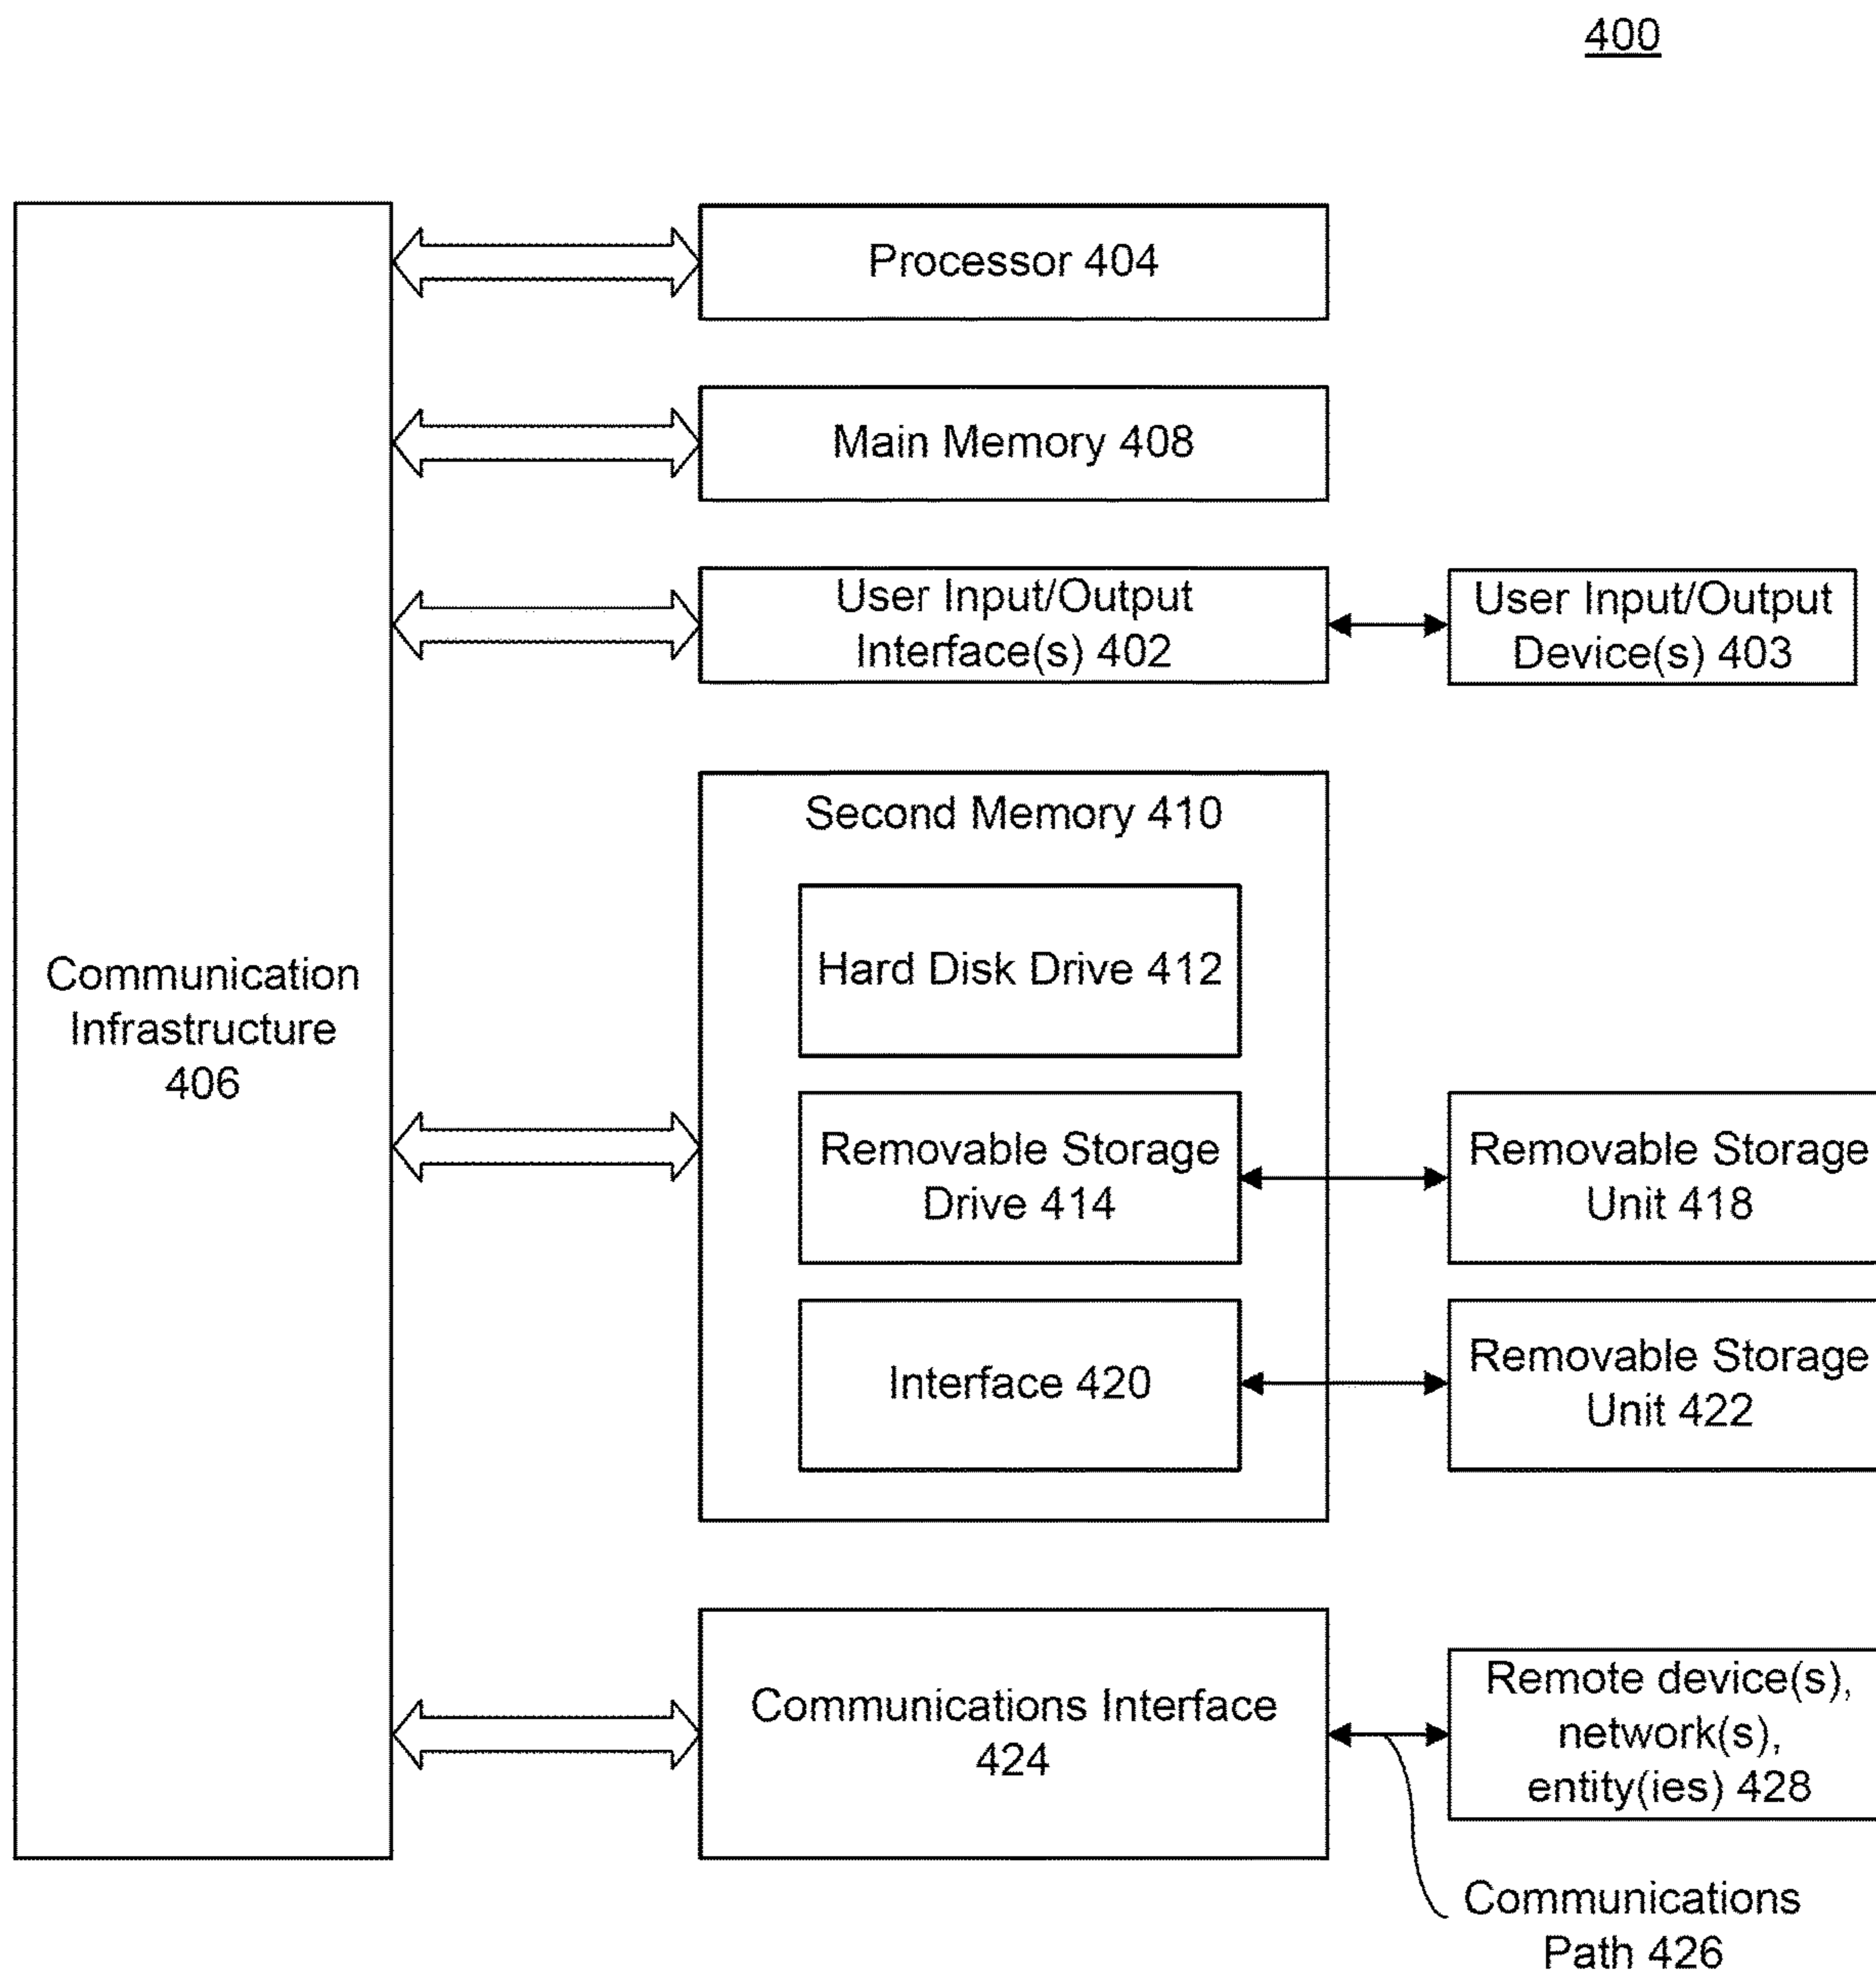 400
Processor 404
Main Memory 408
User Input/Output
Interface(s) 402
User Input/Output
Device(s) 403
Second Memory 410
Hard Disk Drive 412
Communication
Infrastructure
406
Removable Storage
Drive 414
Removable Storage
Unit 418
Interface 420
Removable Storage
Unit 422
Communications Interface
424
Remote device(s),
network(s),
entity(ies) 428
Communications
Path 426